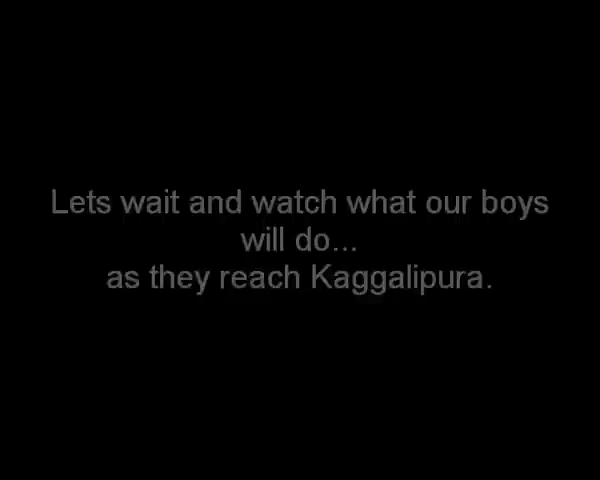 Lets wait and watch what our boys
will do...
as they reach Kaggalipura.